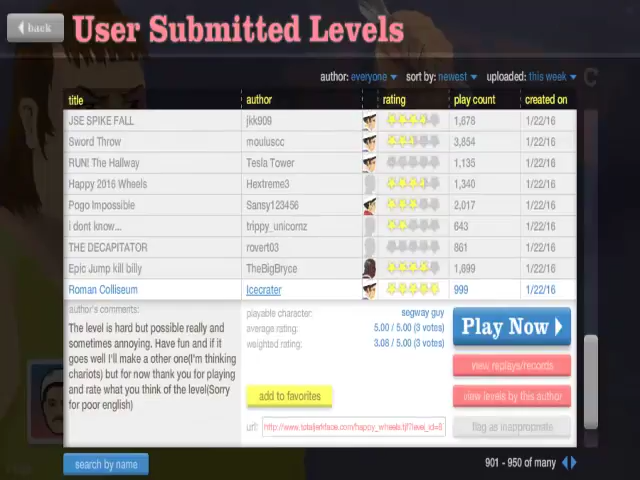 back
User Submitted Levels
author: everyone sort by: newest uploaded: this week
title author rating play count created on
JSE SPIKE FALL jkk909 1,678 1/22/16
Sword Throw mouluscc 3,854 1/22/16
RUN! The Hallway Tesla Tower 1,135 1/22/16
Happy 2016 Wheels Hextreme3 1,340 1/22/16
Pogo Impossible Sansy123456 2,017 1/22/16
i dont know... trippy_unicornz 643 1/22/16
THE DECAPITATOR rovert03 861 1/22/16
Epic Jump kill billy TheBigBryce 1,699 1/22/16
Roman Colliseum Icecrater 999 1/22/16
author's comments:
The level is hard but possible really and
sometimes annoying. Have fun and if it
goes well I'll make a other one(I'm thinking
chariots) but for now thank you for playing
and rate what you think of the level(Sorry
for poor english)
playable character: segway guy
average rating: 5.00 / 5.00 (3 votes)
weighted rating: 3.08 / 5.00 (3 votes)
add to favorites
url: http://www.totaljerkface.com/happy_wheels.tjf?level_id=8
Play Now
view replays/records
view levels by this author
flag as inappropriate
search by name
901 - 950 of many